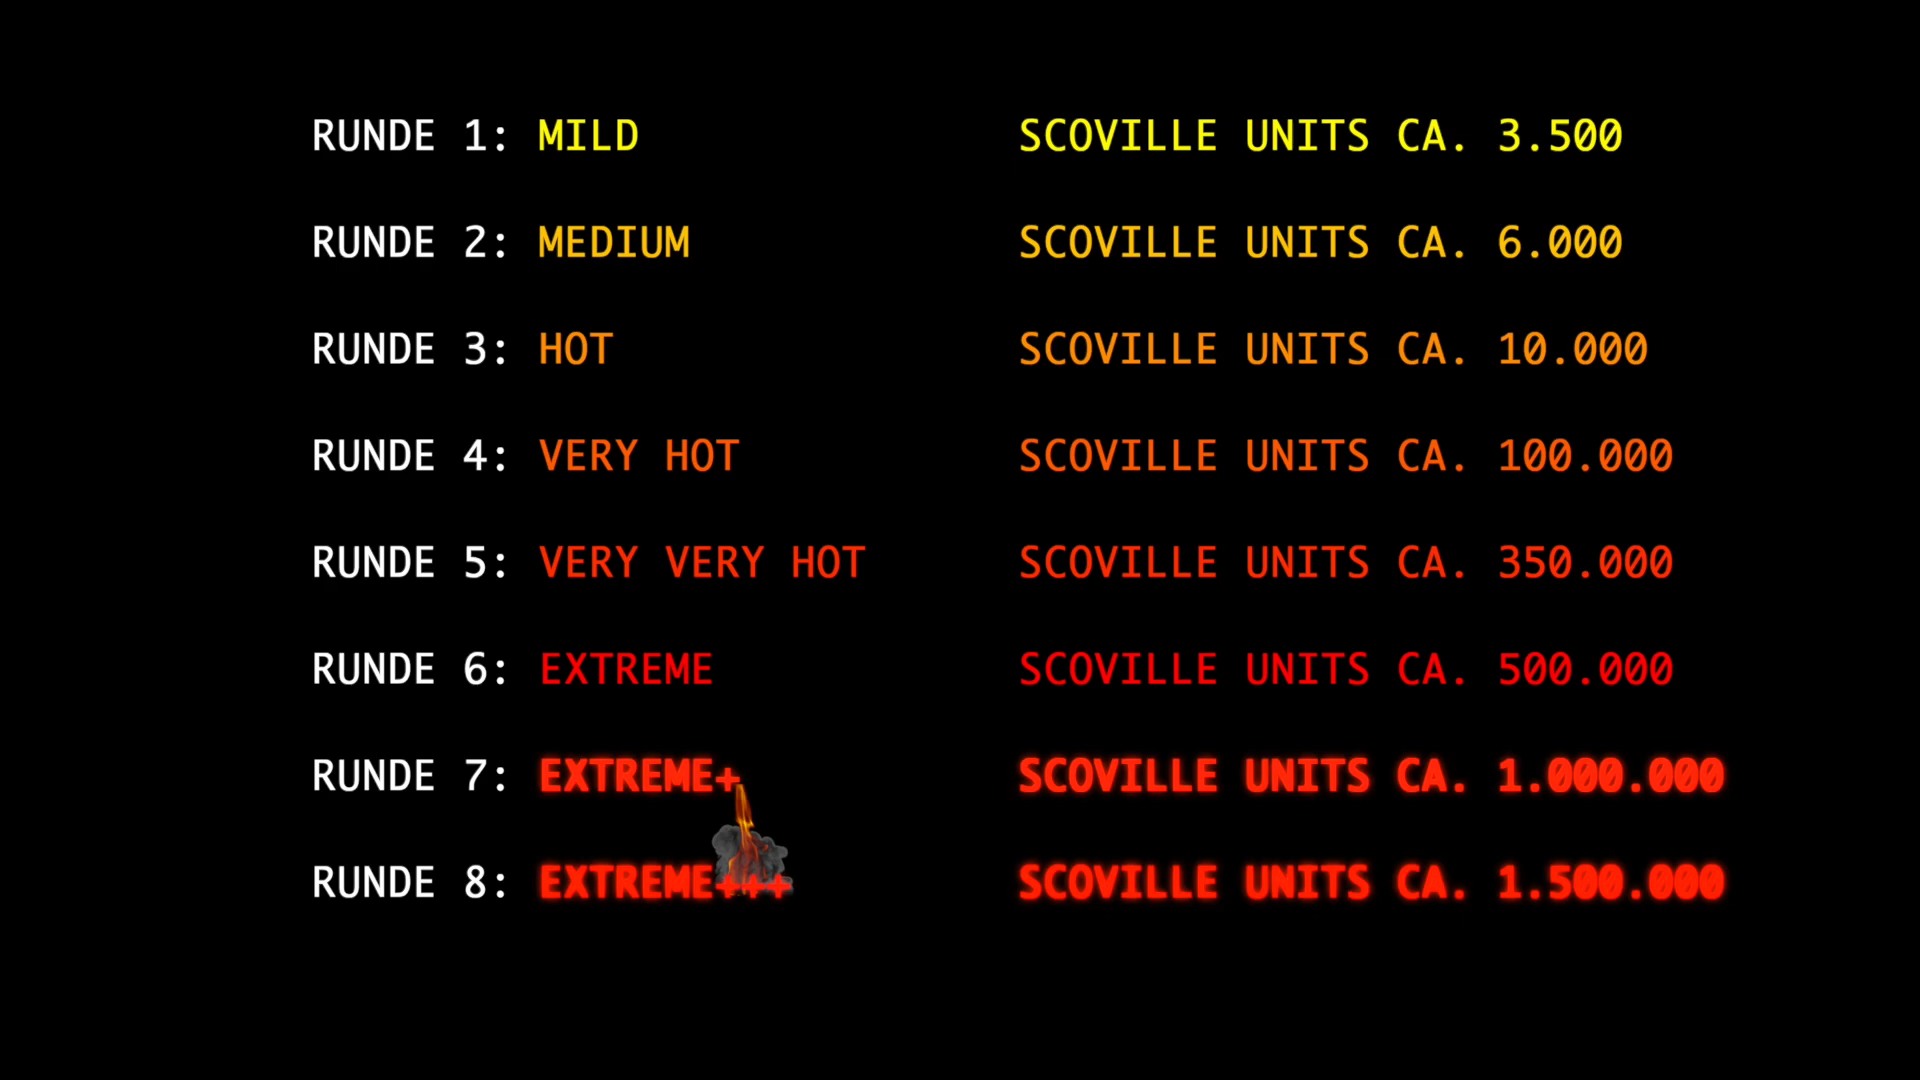 RUNDE 1: MILD SCOVILLE UNITS CA. 3.500
RUNDE 2: MEDIUM SCOVILLE UNITS CA. 6.000
RUNDE 3: HOT SCOVILLE UNITS CA. 10.000
RUNDE 4: VERY HOT SCOVILLE UNITS CA. 100.000
RUNDE 5: VERY VERY HOT SCOVILLE UNITS CA. 350.000
RUNDE 6: EXTREME SCOVILLE UNITS CA. 500.000
RUNDE 7: EXTREME+ SCOVILLE UNITS CA. 1.000.000
RUNDE 8: EXTREME+++ SCOVILLE UNITS CA. 1.500.000